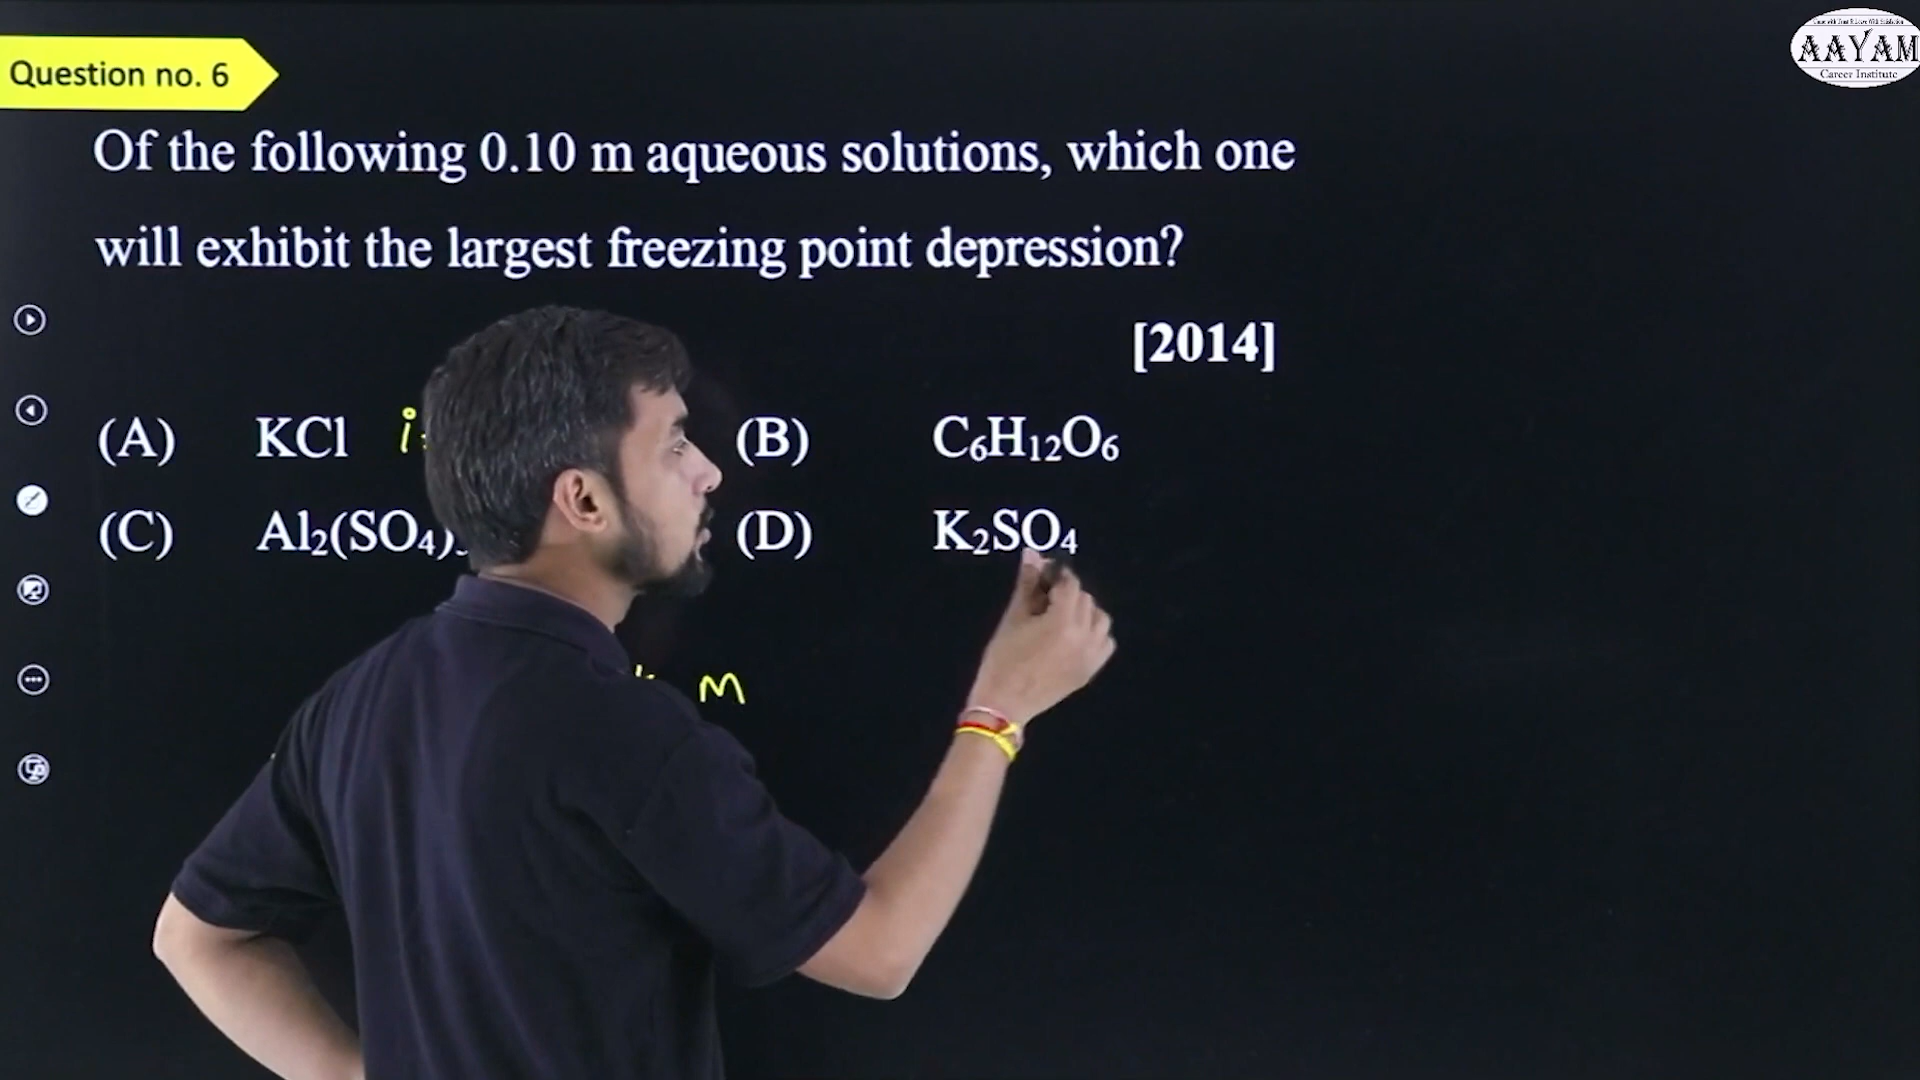 AAYAM
Career Institute
Question no. 6
Of the following 0.10 m aqueous solutions, which one
will exhibit the largest freezing point depression?
[2014]
(A) KCl i= (B) C₆H₁₂O₆
(C) Al₂(SO₄) (D) K₂SO₄
m